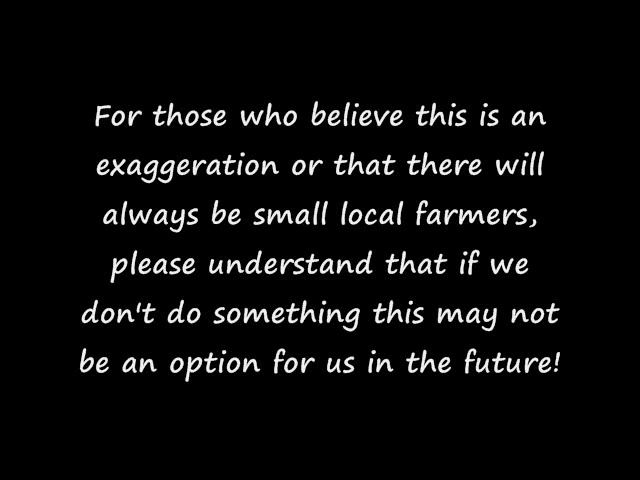 For those who believe this is an
exaggeration or that there will
always be small local farmers,
please understand that if we
don't do something this may not
be an option for us in the future!